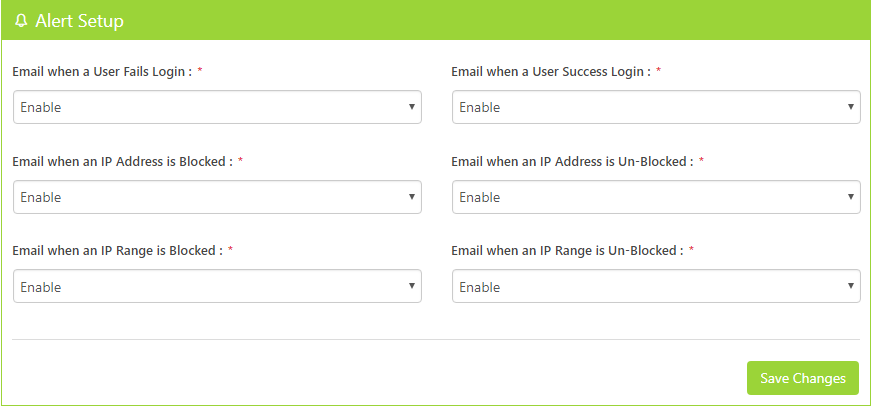 Alert Setup
Email when a User Fails Login : *
Email when a User Success Login : *
Enable
Enable
Email when an IP Address is Blocked : *
Email when an IP Address is Un-Blocked : *
Enable
Enable
Email when an IP Range is Blocked : *
Email when an IP Range is Un-Blocked : *
Enable
Enable
Save Changes